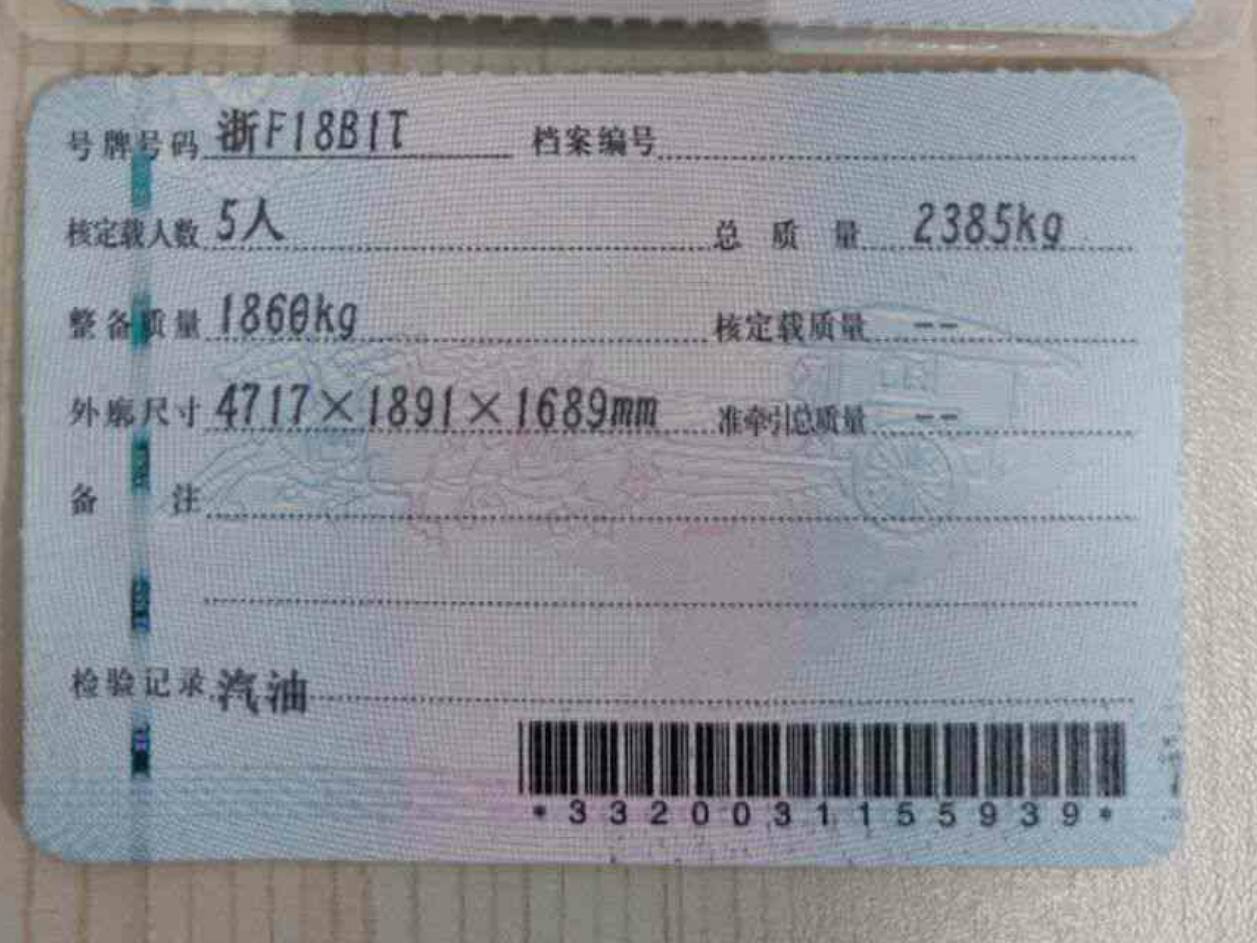 号牌号码 浙F18B1T 档案编号
核定载人数 5人 总质量 2385kg
整备质量 1860kg 核定载质量 --
外廓尺寸 4717×1891×1689mm 准牵引总质量 --
备注
检验记录 汽油
*3320031155939*